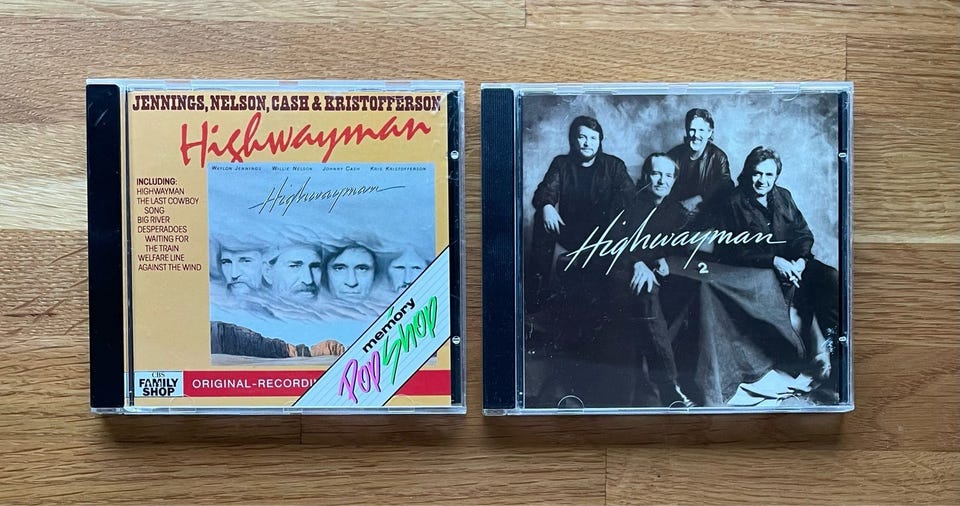 JENNINGS, NELSON, CASH & KRISTOFFERSON
Highwayman
WAYLON JENNINGS WILLIE NELSON JOHNNY CASH KRIS KRISTOFFERSON
Highwayman
INCLUDING:
HIGHWAYMAN
THE LAST COWBOY
SONG
BIG RIVER
DESPERADOES
WAITING FOR
THE TRAIN
WELFARE LINE
AGAINST THE WIND
memory
Pop Shop
CBS
FAMILY
SHOP
ORIGINAL-RECORDI
Highwayman
2